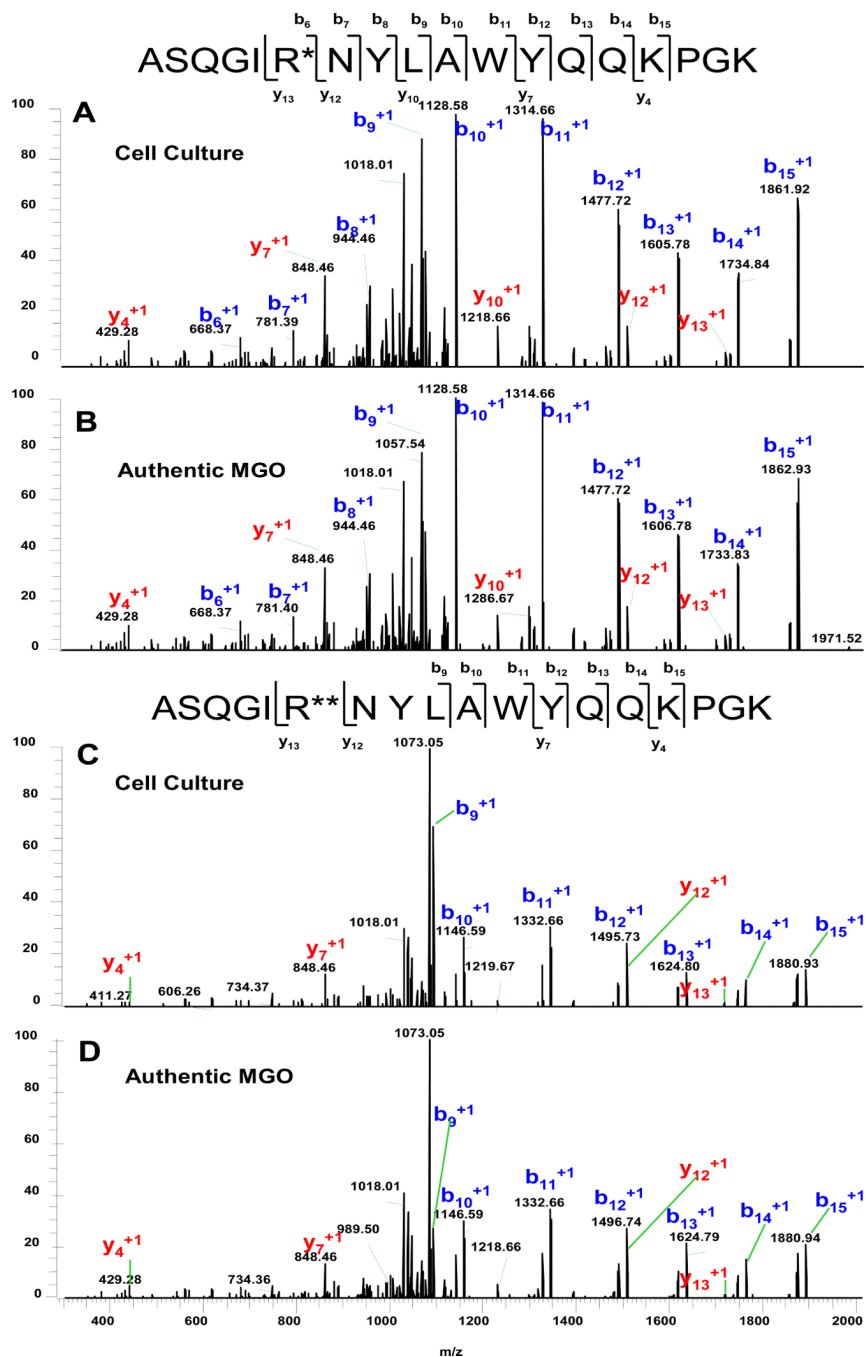 b6 b7 b8 b9 b10 b11 b12 b13 b14 b15
ASQGIR*NYLAWYQQKPGK
y13 y12 y10 y7 y4
A
Cell Culture
100
80
60
40
20
0
y4+1
429.28
b6+1
668.37
b7+1
781.39
y7+1
848.46
b8+1
944.46
1018.01
b9+1
1128.58
b10+1
y10+1
1218.66
1314.66
b11+1
b12+1
1477.72
y12+1
b13+1
1605.78
y13+1
b14+1
1734.84
b15+1
1861.92
B
Authentic MGO
100
80
60
40
20
0
y4+1
429.28
b6+1
668.37
b7+1
781.40
y7+1
848.46
b8+1
944.46
1018.01
b9+1
1057.54
1128.58
b10+1
y10+1
1286.67
1314.66
b11+1
b12+1
1477.72
y12+1
b13+1
1606.78
y13+1
b14+1
1733.83
b15+1
1862.93
1971.52
b9 b10 b11 b12 b13 b14 b15
ASQGIR**NYLAWYQQKPGK
y13 y12 y7 y4
C
Cell Culture
100
80
60
40
20
0
y4+1
411.27
606.26
734.37
y7+1
848.46
1018.01
1073.05
b9+1
b10+1
1146.59
1219.67
b11+1
1332.66
b12+1
1495.73
y12+1
b13+1
1624.80
y13+1
b14+1
b15+1
1880.93
D
Authentic MGO
100
80
60
40
20
0
y4+1
429.28
734.36
y7+1
848.46
989.50
1018.01
1073.05
b9+1
b10+1
1146.59
1218.66
b11+1
1332.66
b12+1
1496.74
y12+1
b13+1
1624.79
y13+1
b14+1
b15+1
1880.94
400 600 800 1000 1200 1400 1600 1800 2000
m/z